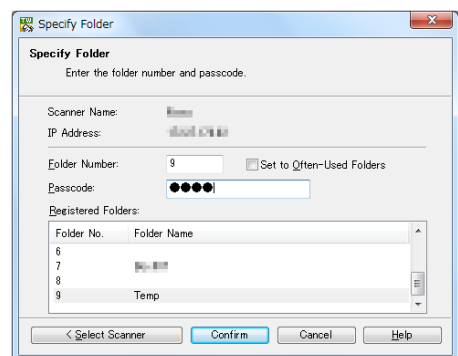 Specify Folder
Specify Folder
Enter the folder number and passcode.
Scanner Name:
IP Address:
Folder Number: 9 Set to Often-Used Folders
Passcode: ●●●●
Registered Folders:
Folder No. Folder Name
6
7
8
9 Temp
< Select Scanner Confirm Cancel Help